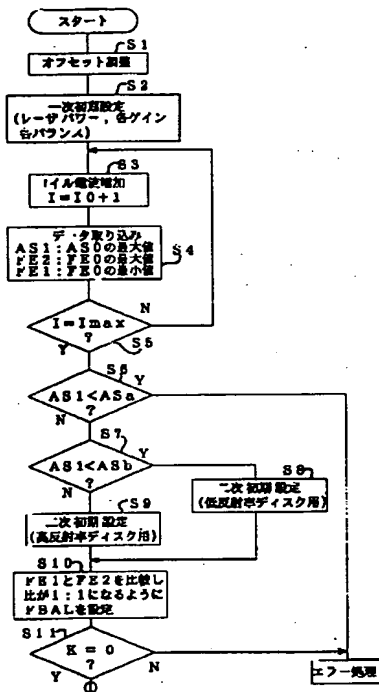 スタート
S1
オフセット調整
S2
一次初期設定
(レーザパワー,各ゲイン
各バランス)
S3
イル電流増加
I=I0+1
データ取り込み
AS1:AS0の最大値
FE2:FE0の最大値
FE1:FE0の最小値
S4
I=Imax
?
N
Y
S5
S6
AS1<ASa
?
Y
N
S7
AS1<ASb
?
Y
N
S8
二次初期設定
(低反射率ディスク用)
S9
二次初期設定
(高反射率ディスク用)
S10
FE1とFE2を比較し
比が1:1になるように
FBALを設定
S11
K=0
?
N
Y
①
エラー処理